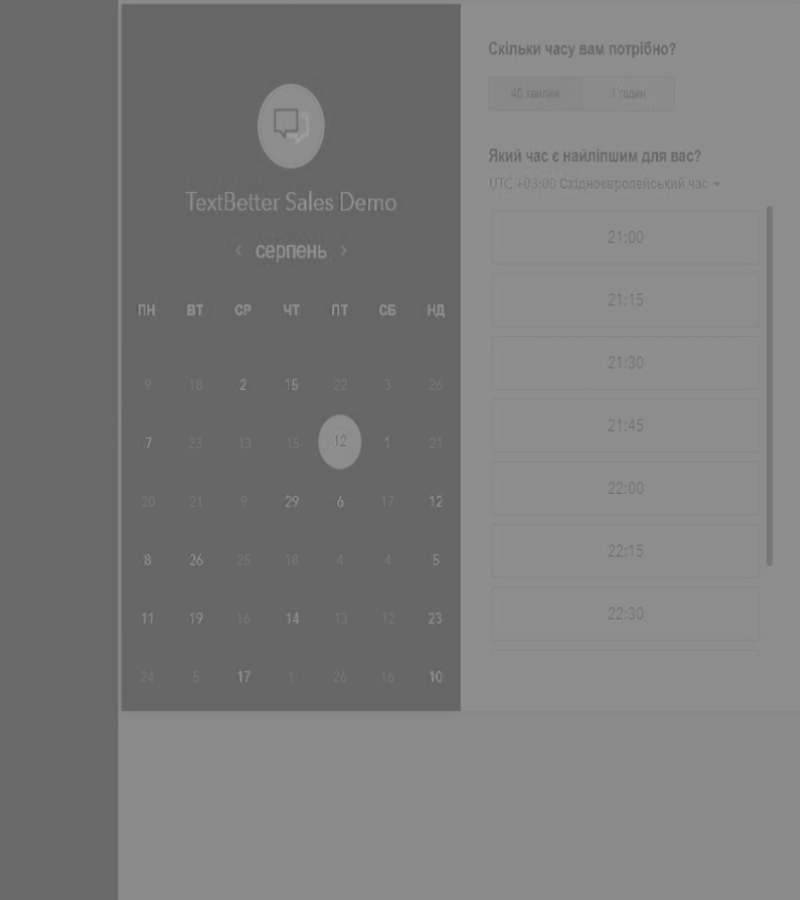 TextBetter Sales Demo
‹ серпень ›
ПН ВТ СР ЧТ ПТ СБ НД
9 18 2 15 22 3 26
7 23 13 15 12 1 21
20 21 9 29 6 17 12
8 26 25 18 4 4 5
11 19 16 14 13 12 23
24 5 17 1 26 16 10
Скільки часу вам потрібно?
40 хвилин 1 годин
Який час є найліпшим для вас?
UTC +03:00 Східноєвропейський час
21:00
21:15
21:30
21:45
22:00
22:15
22:30